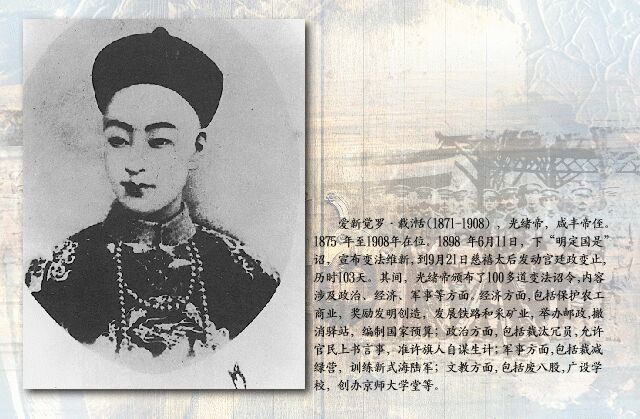 爱新觉罗·载湉(1871-1908)，光绪帝，咸丰帝侄。
1875年至1908年在位。1898年6月11日，下“明定国是”
诏，宣布变法维新，到9月21日慈禧太后发动宫廷政变止，
历时103天。其间，光绪帝颁布了100多道变法诏令，内容
涉及政治、经济、军事等方面。经济方面，包括保护农工
商业，奖励发明创造，发展铁路和采矿业，举办邮政，撤
消驿站，编制国家预算；政治方面，包括裁汰冗员，允许
官民上书言事，准许旗人自谋生计；军事方面，包括裁减
绿营，训练新式海陆军；文教方面，包括废八股，广设学
校，创办京师大学堂等。